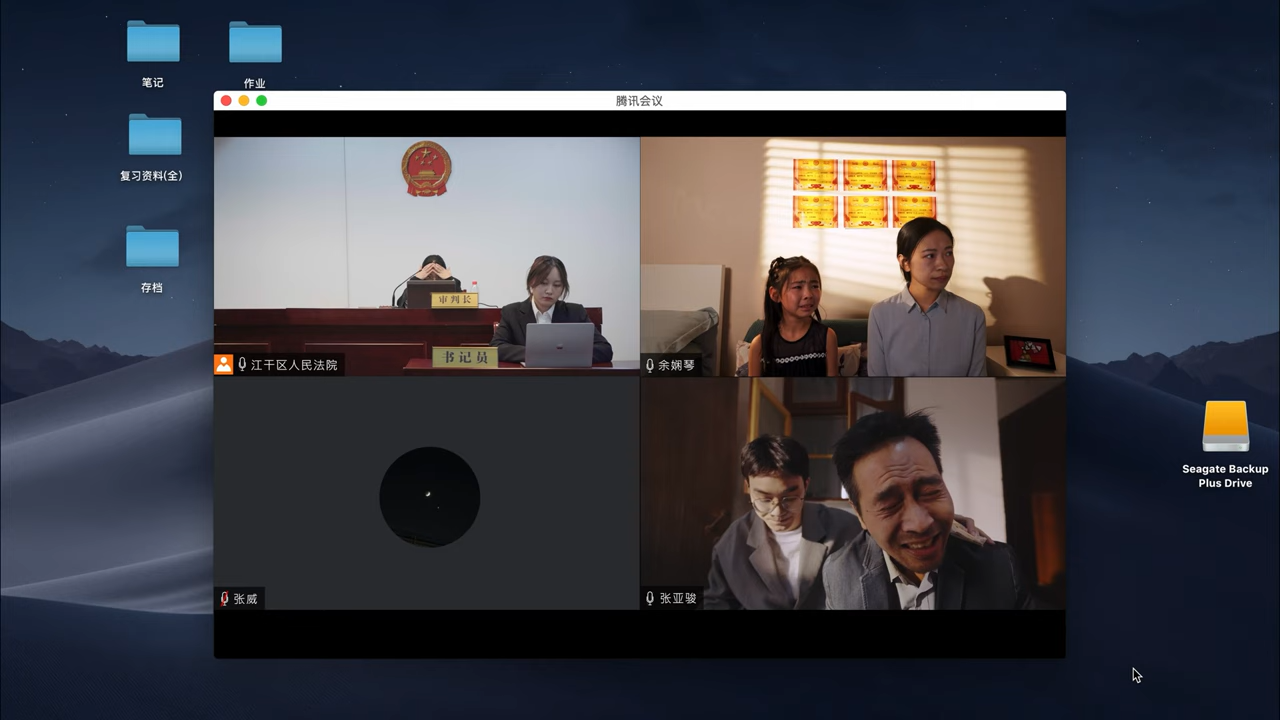 笔记
作业
复习资料(全)
存档
腾讯会议
审判长
书记员
江干区人民法院
余娴琴
张威
张亚骏
Seagate Backup
Plus Drive